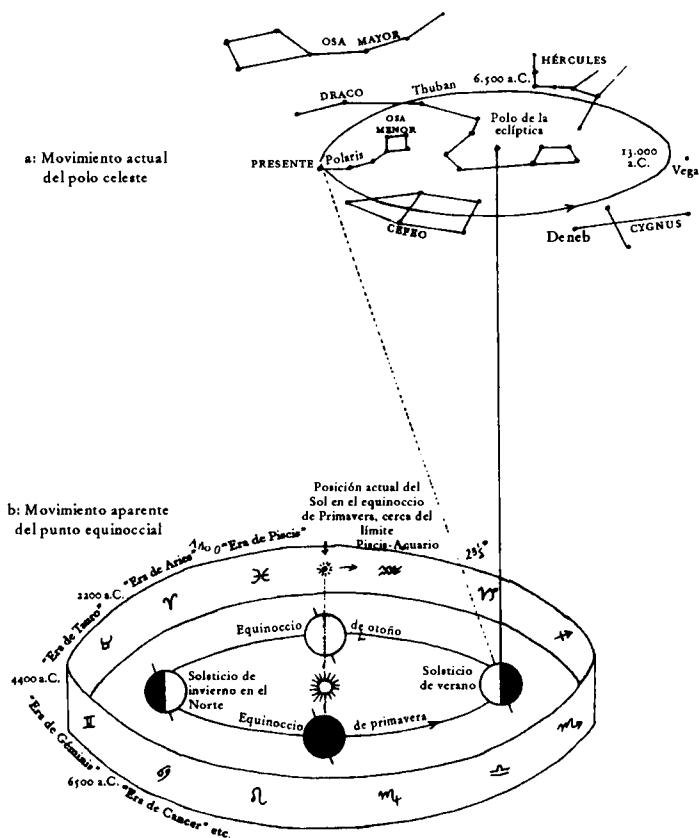 OSA MAYOR
HÉRCULES
6.500 a.C.
Thuban
DRACO
OSA
MENOR
Polo de la
eclíptica
a: Movimiento actual
del polo celeste
PRESENTE
Polaris
13.000
a.C.
Vega
CEFEO
Deneb
CYGNUS
Posición actual del
Sol en el equinoccio
de Primavera, cerca del
límite
Piscis-Acuario
b: Movimiento aparente
del punto equinoccial
"Era de Piscis"
Año 0
"Era de Aries"
2200 a.C.
"Era de Tauro"
4400 a.C.
"Era de Géminis"
6500 a.C.
"Era de Cancer" etc.
♓
♈
♉
♊
♋
♌
♍
♎
♏
♐
♑
♒
Equinoccio de otoño
Solsticio de
invierno en el
Norte
Solsticio
de verano
Equinoccio de primavera